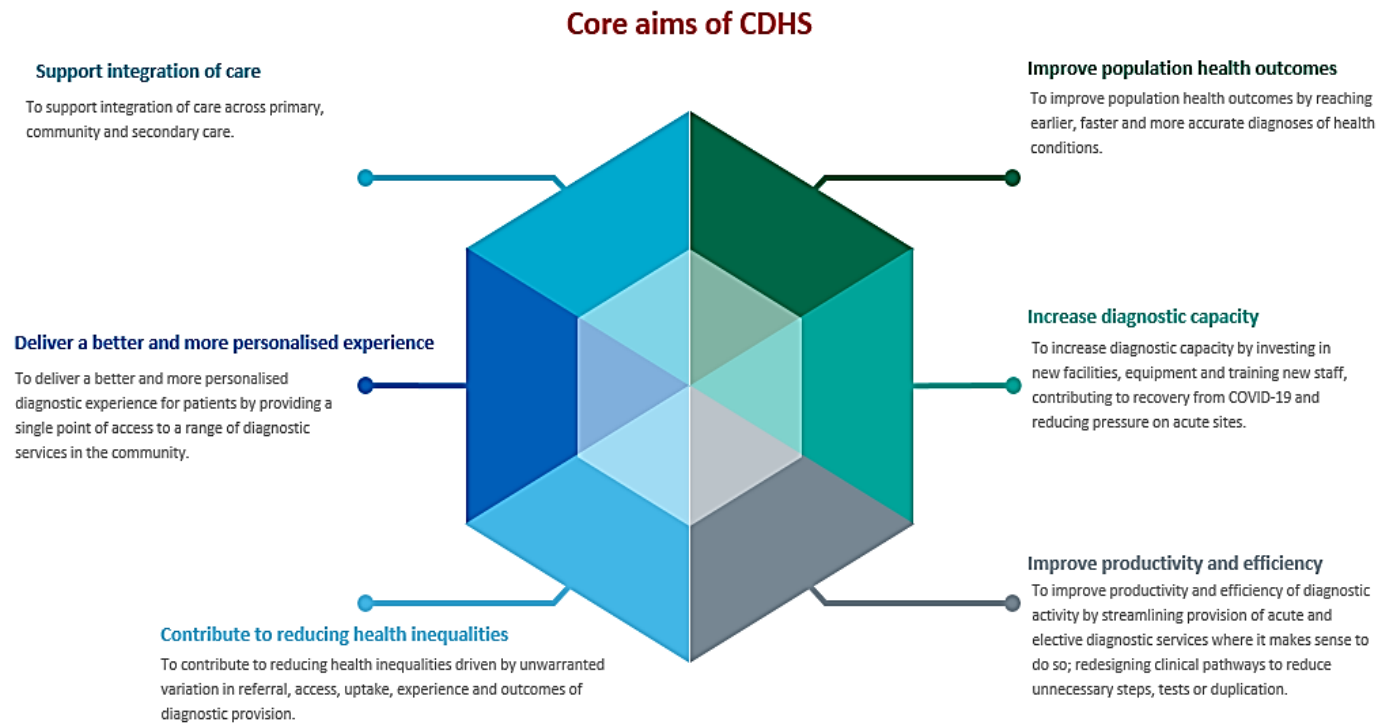 Core aims of CDHS
Support integration of care
To support integration of care across primary,
community and secondary care.
Improve population health outcomes
To improve population health outcomes by reaching
earlier, faster and more accurate diagnoses of health
conditions.
Deliver a better and more personalised experience
To deliver a better and more personalised
diagnostic experience for patients by providing a
single point of access to a range of diagnostic
services in the community.
Increase diagnostic capacity
To increase diagnostic capacity by investing in
new facilities, equipment and training new staff,
contributing to recovery from COVID-19 and
reducing pressure on acute sites.
Contribute to reducing health inequalities
To contribute to reducing health inequalities driven by unwarranted
variation in referral, access, uptake, experience and outcomes of
diagnostic provision.
Improve productivity and efficiency
To improve productivity and efficiency of diagnostic
activity by streamlining provision of acute and
elective diagnostic services where it makes sense to
do so; redesigning clinical pathways to reduce
unnecessary steps, tests or duplication.